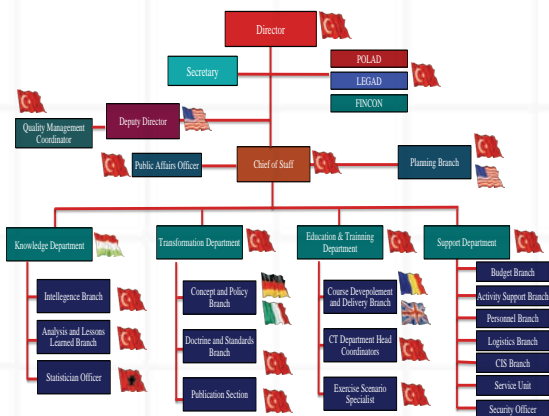 Director
POLAD
Secretary
LEGAD
FINCON
Deputy Director
Quality Management
Coordinator
Public Affairs Officer
Chief of Staff
Planning Branch
Knowledge Department
Transformation Department
Education & Trainning
Department
Support Department
Intellegence Branch
Analysis and Lessons
Learned Branch
Statistician Officer
Concept and Policy
Branch
Doctrine and Standards
Branch
Publication Section
Course Devepolement
and Delivery Branch
CT Department Head
Coordinators
Exercise Scenario
Specialist
Budget Branch
Activity Support Branch
Personnel Branch
Logistics Branch
CIS Branch
Service Unit
Security Officer